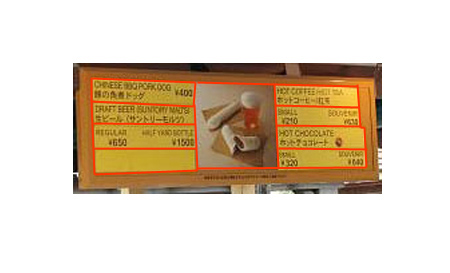 CHINESE BBQ PORK DOG
豚の角煮ドッグ ¥400
DRAFT BEER (SUNTORY MALTS)
生ビール (サントリーモルツ)
REGULAR HALF YARD BOTTLE
¥650 ¥1500
HOT COFFEE/HOT TEA
ホットコーヒー/紅茶
SMALL SOUVENIR
¥210 ¥630
HOT CHOCOLATE
ホットチョコレート
SMALL SOUVENIR
¥320 ¥640